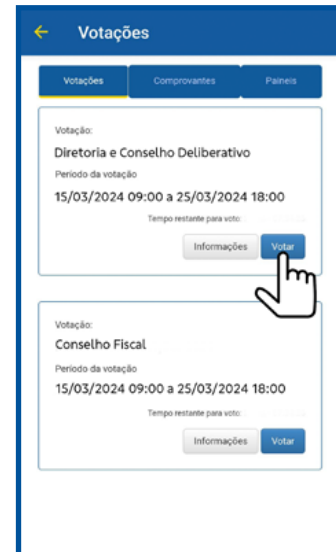 Votações
Votações Comprovantes Paineis
Votação:
Diretoria e Conselho Deliberativo
Período da votação
15/03/2024 09:00 a 25/03/2024 18:00
Tempo restante para voto:
Informações Votar
Votação:
Conselho Fiscal
Período da votação
15/03/2024 09:00 a 25/03/2024 18:00
Tempo restante para voto:
Informações Votar